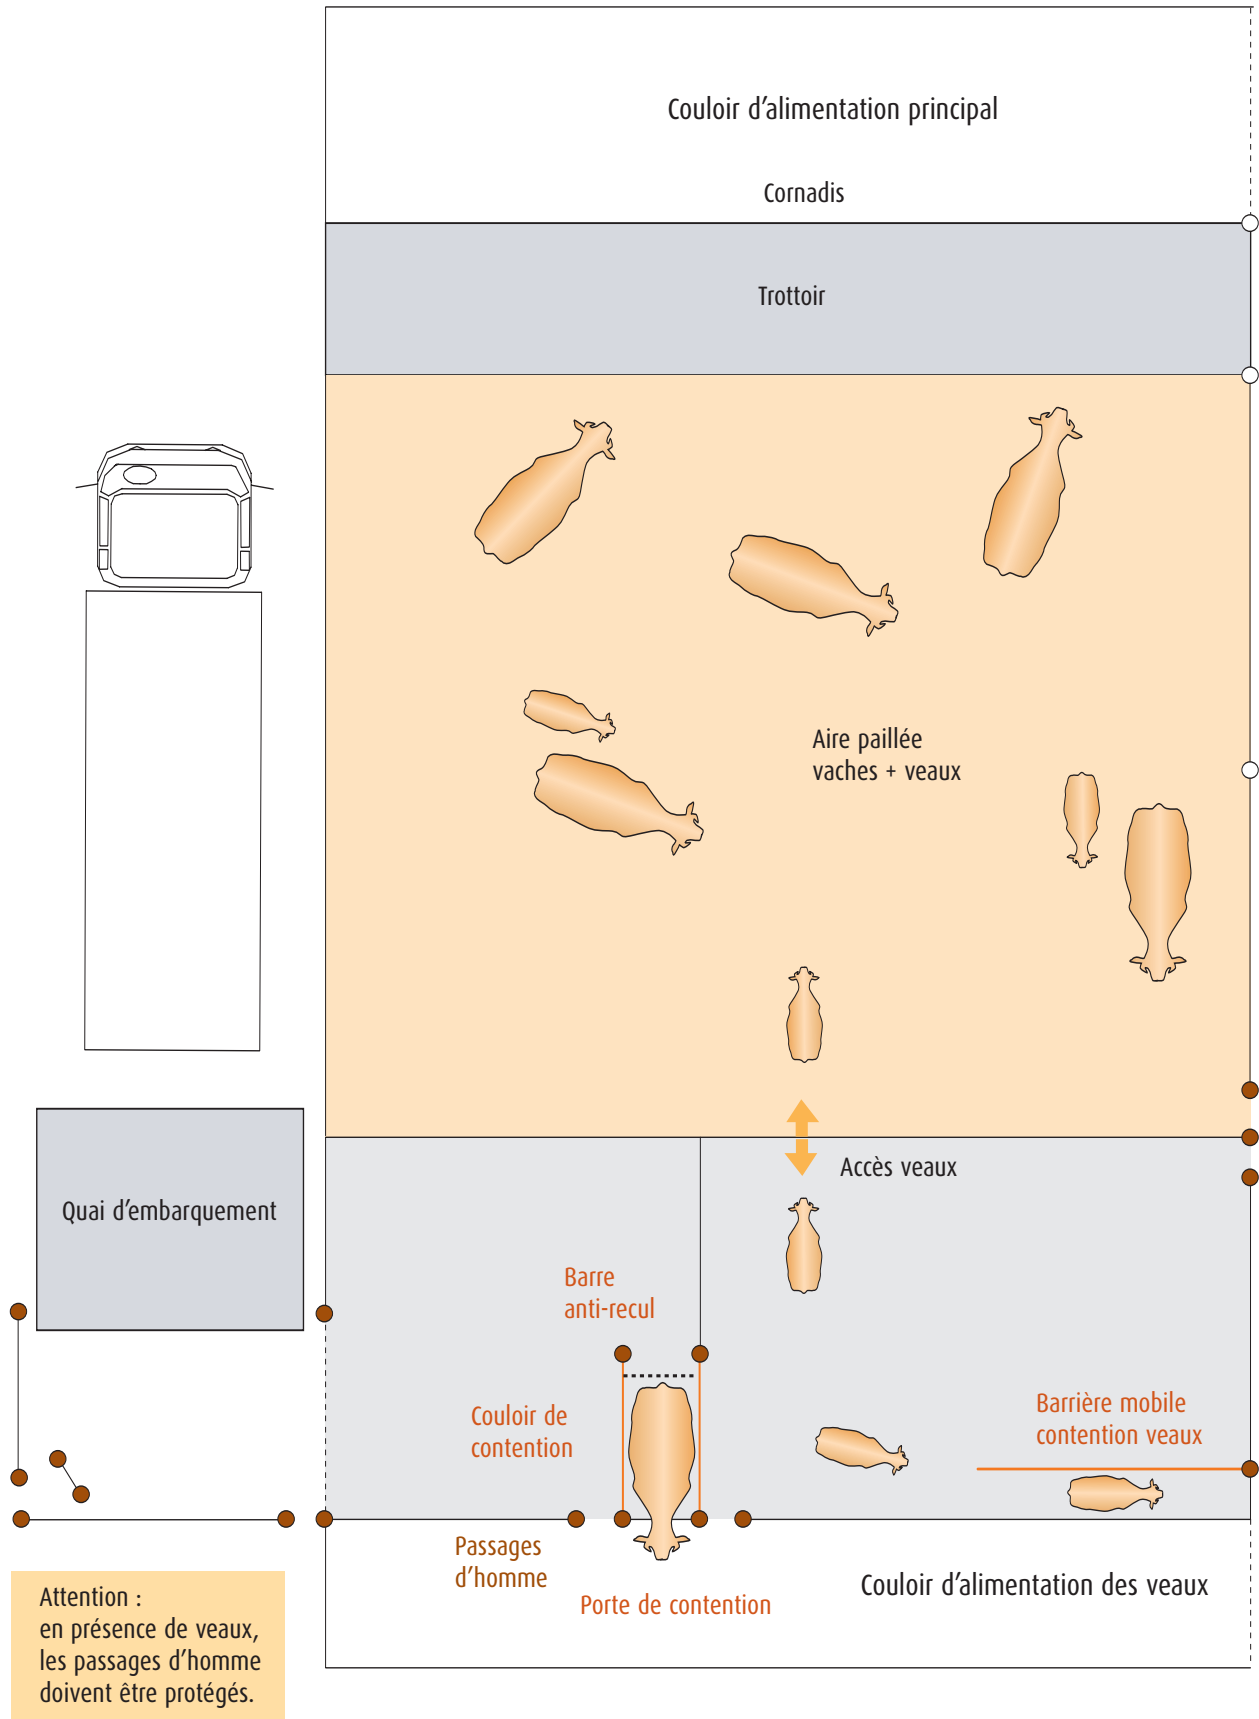 Couloir d'alimentation principal
Cornadis
Trottoir
Aire paillée
vaches + veaux
Accès veaux
Quai d'embarquement
Barre
anti-recul
Couloir de
contention
Barrière mobile
contention veaux
Passages
d'homme
Porte de contention
Couloir d'alimentation des veaux
Attention :
en présence de veaux,
les passages d'homme
doivent être protégés.